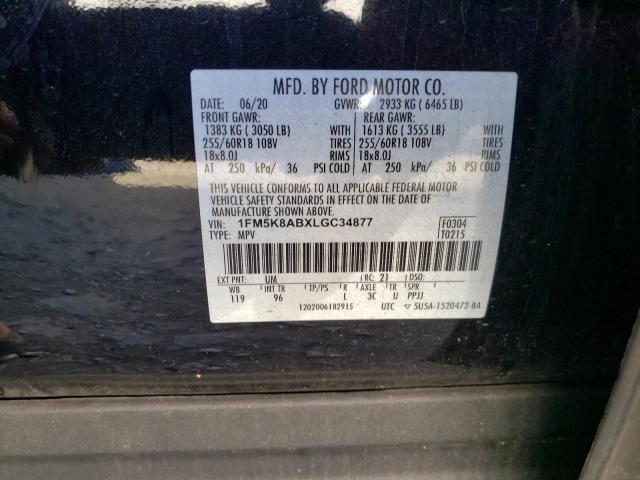 MFD. BY FORD MOTOR CO.
DATE: 06/20 GVWR: 2933 KG ( 6465 LB)
FRONT GAWR: REAR GAWR:
1383 KG ( 3050 LB) WITH 1613 KG ( 3555 LB) WITH
255/60R18 108V TIRES 255/60R18 108V TIRES
18x8.0J RIMS 18x8.0J RIMS
AT 250 kPa/ 36 PSI COLD AT 250 kPa/ 36 PSI COLD
THIS VEHICLE CONFORMS TO ALL APPLICABLE FEDERAL MOTOR
VEHICLE SAFETY STANDARDS IN EFFECT ON THE DATE OF
MANUFACTURE SHOWN ABOVE.
VIN: 1FM5K8ABXLGC34877 F0304
TYPE: MPV T0215
EXT PNT: UM RC: 21 DSO:
WB INT TR TP/PS R AXLE TR SPR
119 96 L 3C U PPJJ
1202006182915 UTC ▽ 5U5A-1520472-BA